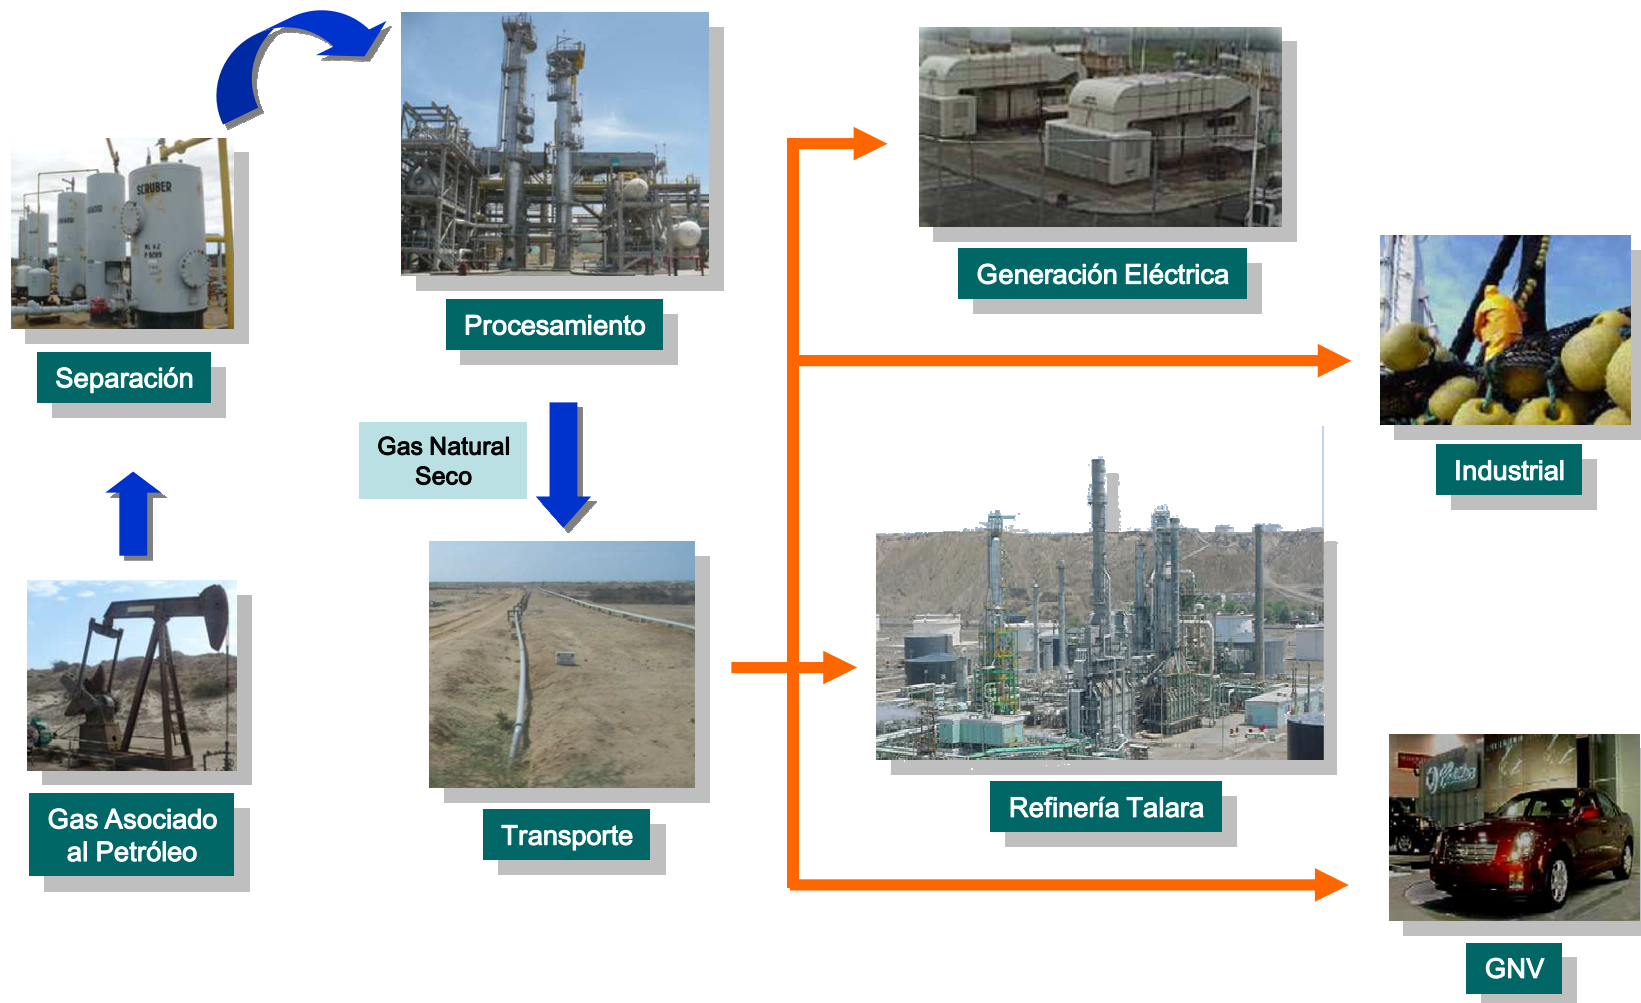 SCRUBER
Separación
Procesamiento
Generación Eléctrica
Industrial
Gas Natural
Seco
Gas Asociado
al Petróleo
Transporte
Refinería Talara
GNV